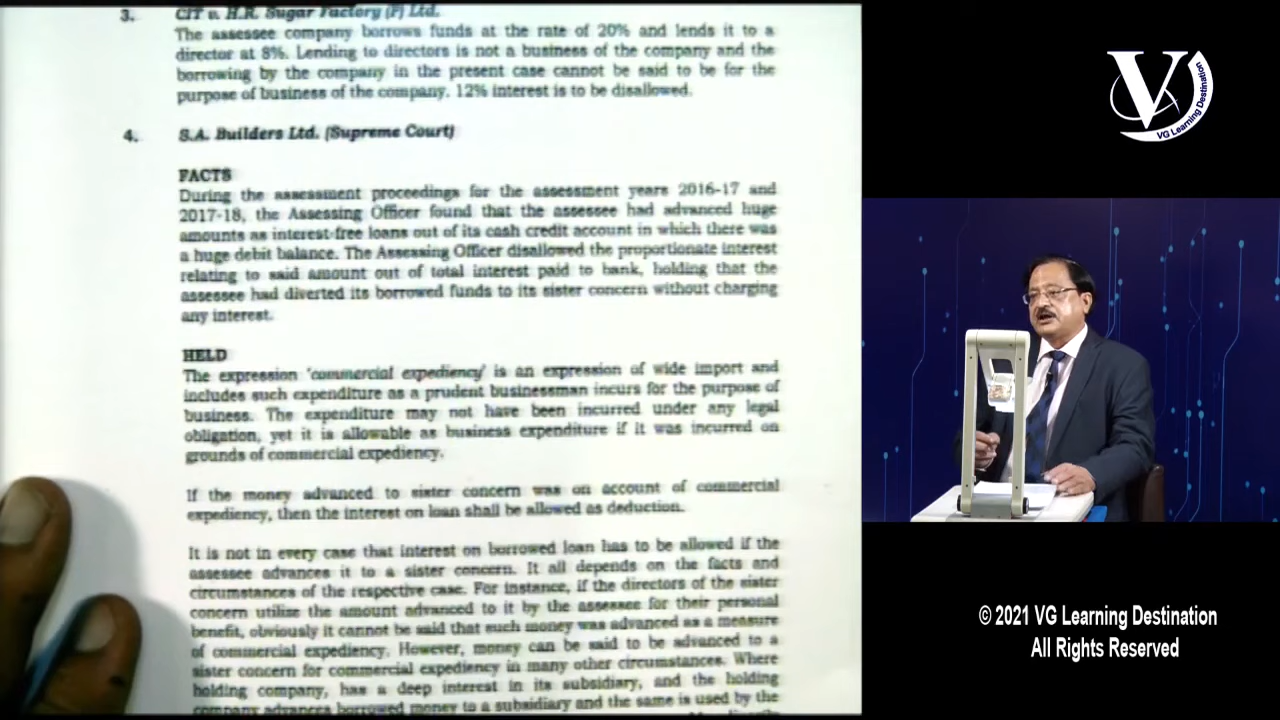 3. CIT v. H.R. Sugar Factory (P) Ltd.
The assessee company borrows funds at the rate of 20% and lends it to a
director at 8%. Lending to directors is not a business of the company and the
borrowing by the company in the present case cannot be said to be for the
purpose of business of the company. 12% interest is to be disallowed.
4. S.A. Builders Ltd. (Supreme Court)
FACTS
During the assessment proceedings for the assessment years 2016-17 and
2017-18, the Assessing Officer found that the assessee had advanced huge
amounts as interest-free loans out of its cash credit account in which there was
a huge debit balance. The Assessing Officer disallowed the proportionate interest
relating to said amount out of total interest paid to bank, holding that the
assessee had diverted its borrowed funds to its sister concern without charging
any interest.
HELD
The expression 'commercial expediency' is an expression of wide import and
includes such expenditure as a prudent businessman incurs for the purpose of
business. The expenditure may not have been incurred under any legal
obligation, yet it is allowable as business expenditure if it was incurred on
grounds of commercial expediency.
If the money advanced to sister concern was on account of commercial
expediency, then the interest on loan shall be allowed as deduction.
It is not in every case that interest on borrowed loan has to be allowed if the
assessee advances it to a sister concern. It all depends on the facts and
circumstances of the respective case. For instance, if the directors of the sister
concern utilise the amount advanced to it by the assessee for their personal
benefit, obviously it cannot be said that such money was advanced as a measure
of commercial expediency. However, money can be said to be advanced to a
sister concern for commercial expediency in many other circumstances. Where
holding company, has a deep interest in its subsidiary, and the holding
company advances borrowed money to a subsidiary and the same is used by the
V
VG Learning Destination
© 2021 VG Learning Destination
All Rights Reserved